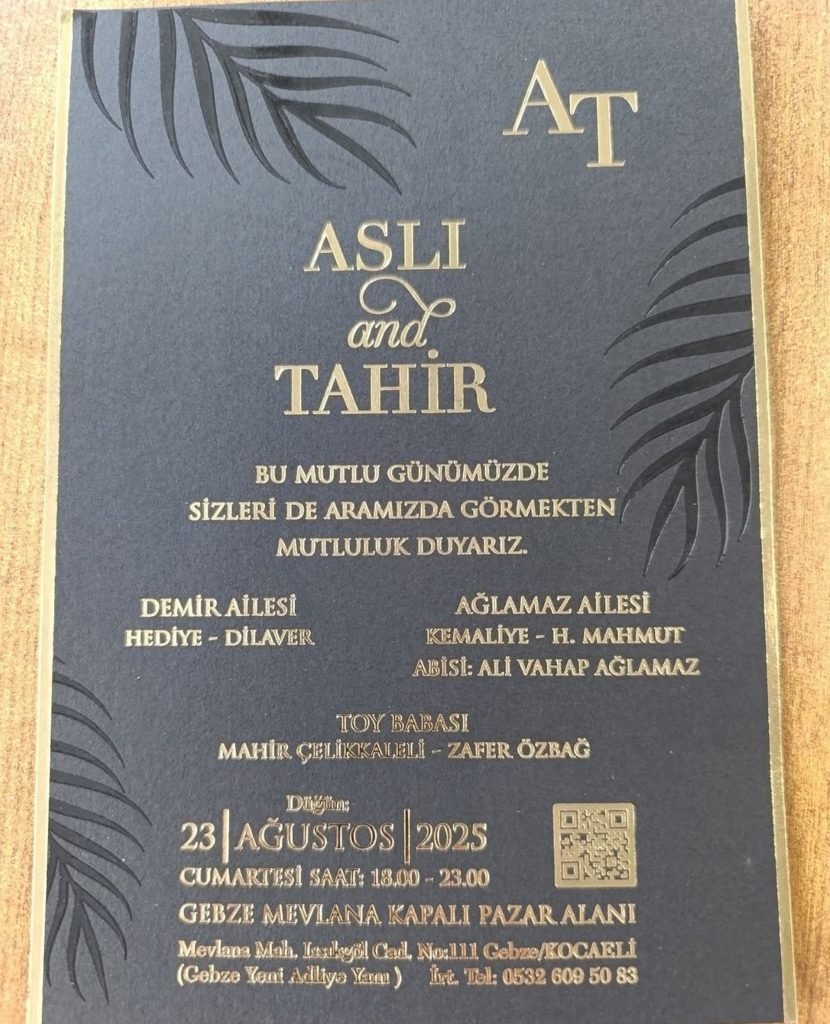 AT
ASLI
and
TAHİR
BU MUTLU GÜNÜMÜZDE
SİZLERİ DE ARAMIZDA GÖRMEKTEN
MUTLULUK DUYARIZ.
DEMİR AİLESİ
HEDİYE - DİLAVER
AĞLAMAZ AİLESİ
KEMALİYE - H. MAHMUT
ABİSİ: ALİ VAHAP AĞLAMAZ
TOY BABASI
MAHİR ÇELİKKALELİ - ZAFER ÖZBAĞ
Düğün:
23 | AĞUSTOS | 2025
CUMARTESİ SAAT: 18.00 - 23.00
GEBZE MEVLANA KAPALI PAZAR ALANI
Mevlana Mah. Issıkgöl Cad. No:111 Gebze/KOCAELİ
(Gebze Yeni Adliye Yanı ) İrt. Tel: 0532 609 50 83